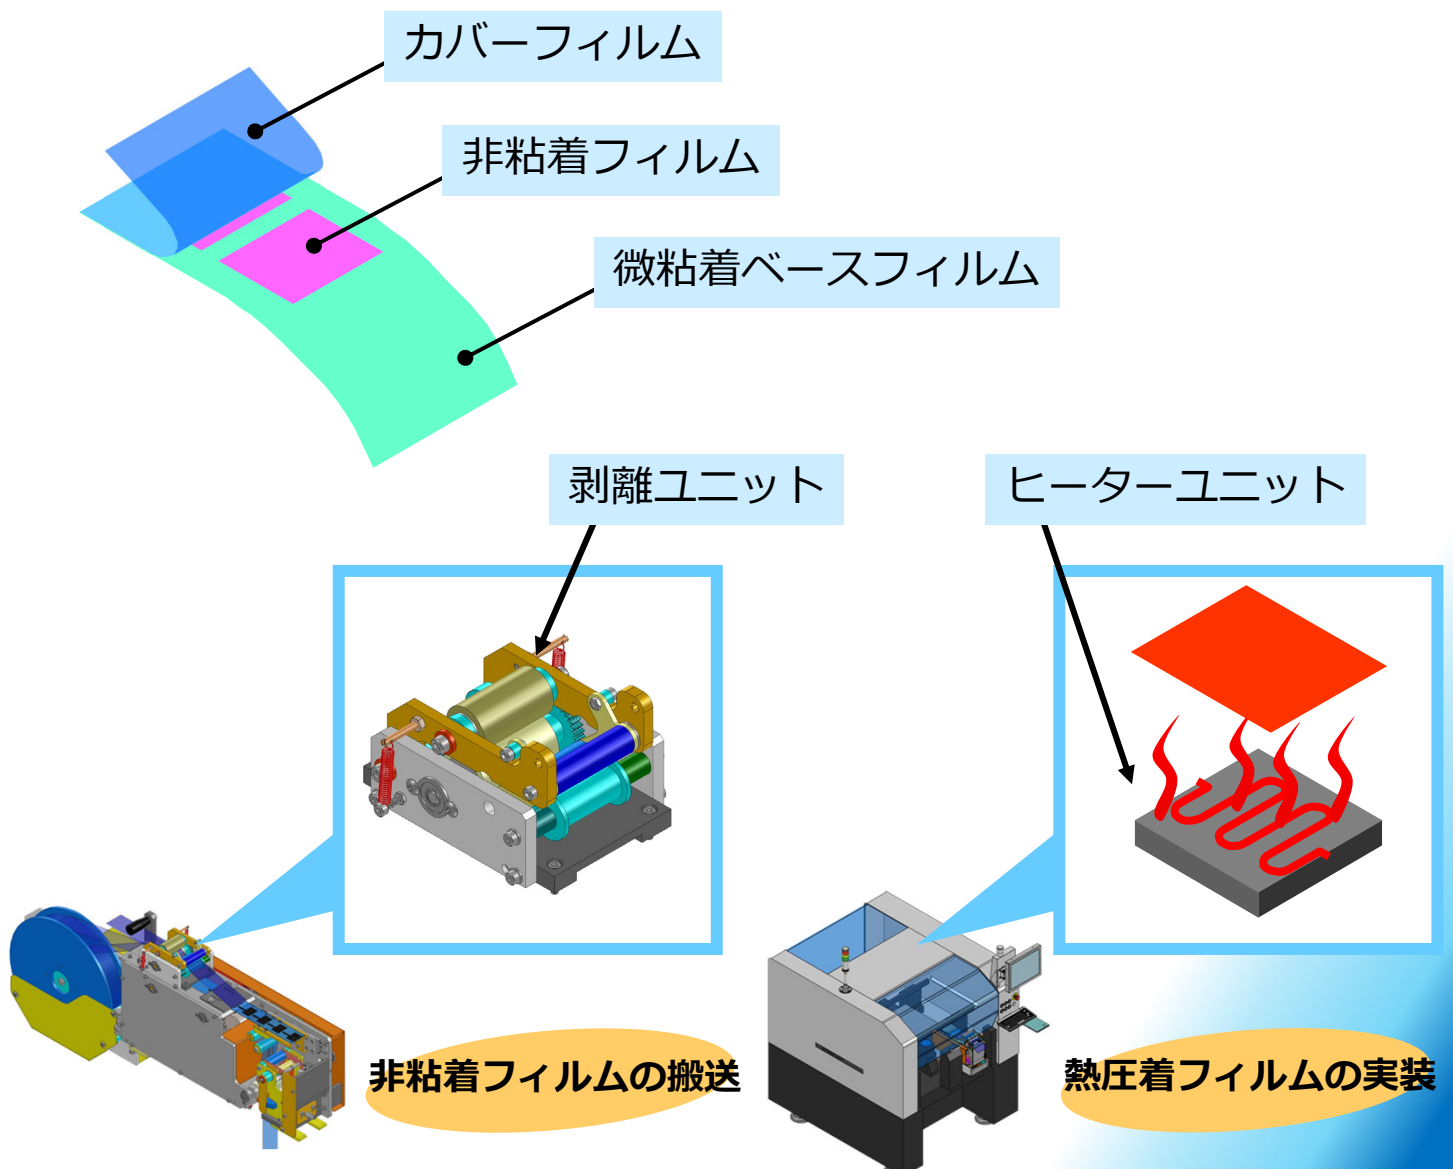 カバーフィルム
非粘着フィルム
微粘着ベースフィルム
剥離ユニット
ヒーターユニット
非粘着フィルムの搬送
熱圧着フィルムの実装